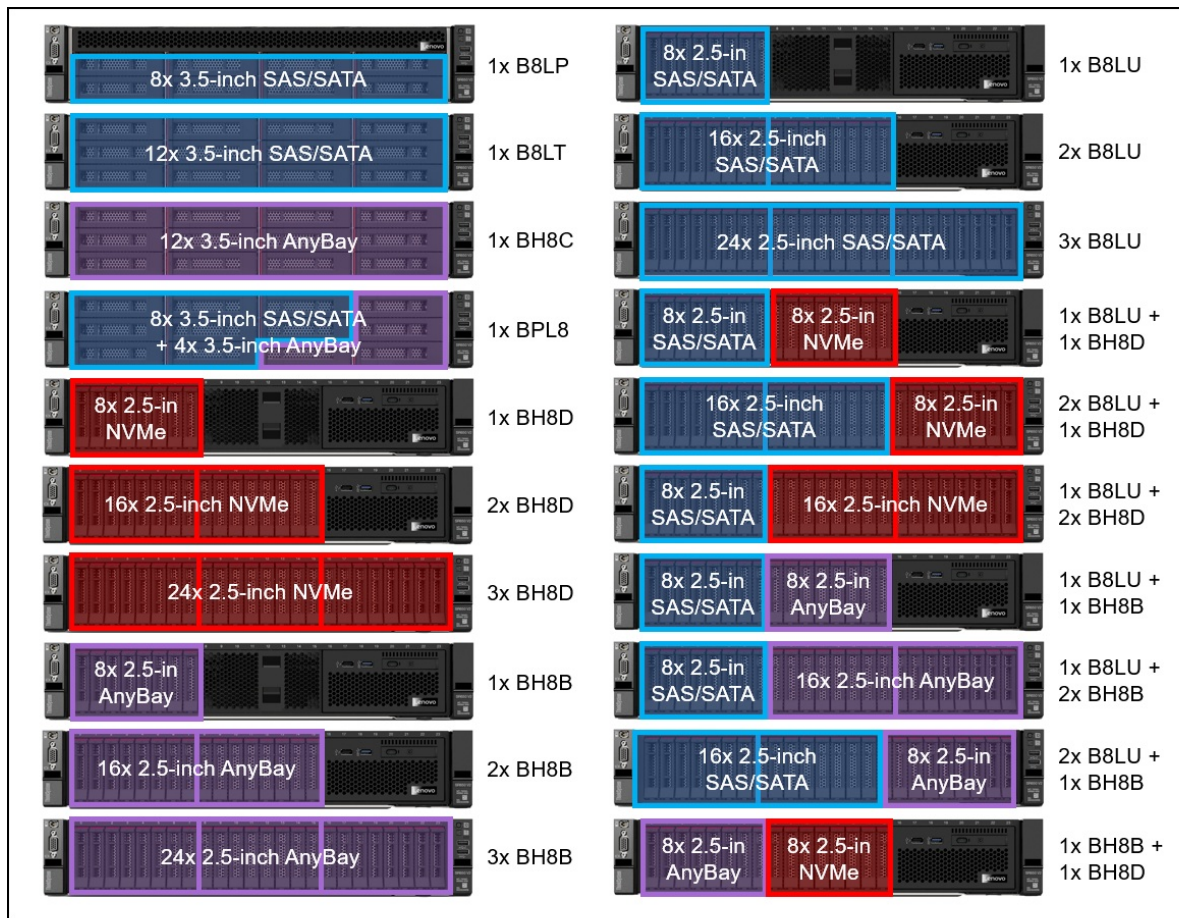 8x 3.5-inch SAS/SATA
1x B8LP
12x 3.5-inch SAS/SATA
1x B8LT
12x 3.5-inch AnyBay
1x BH8C
8x 3.5-inch SAS/SATA
+ 4x 3.5-inch AnyBay
1x BPL8
8x 2.5-in
NVMe
1x BH8D
16x 2.5-inch NVMe
2x BH8D
24x 2.5-inch NVMe
3x BH8D
8x 2.5-in
AnyBay
1x BH8B
16x 2.5-inch AnyBay
2x BH8B
24x 2.5-inch AnyBay
3x BH8B
8x 2.5-in
SAS/SATA
1x B8LU
16x 2.5-inch
SAS/SATA
2x B8LU
24x 2.5-inch SAS/SATA
3x B8LU
8x 2.5-in
SAS/SATA
8x 2.5-in
NVMe
1x B8LU +
1x BH8D
16x 2.5-inch
SAS/SATA
8x 2.5-in
NVMe
2x B8LU +
1x BH8D
8x 2.5-in
SAS/SATA
16x 2.5-inch NVMe
1x B8LU +
2x BH8D
8x 2.5-in
SAS/SATA
8x 2.5-in
AnyBay
1x B8LU +
1x BH8B
8x 2.5-in
SAS/SATA
16x 2.5-inch AnyBay
1x B8LU +
2x BH8B
16x 2.5-inch
SAS/SATA
8x 2.5-in
AnyBay
2x B8LU +
1x BH8B
8x 2.5-in
AnyBay
8x 2.5-in
NVMe
1x BH8B +
1x BH8D